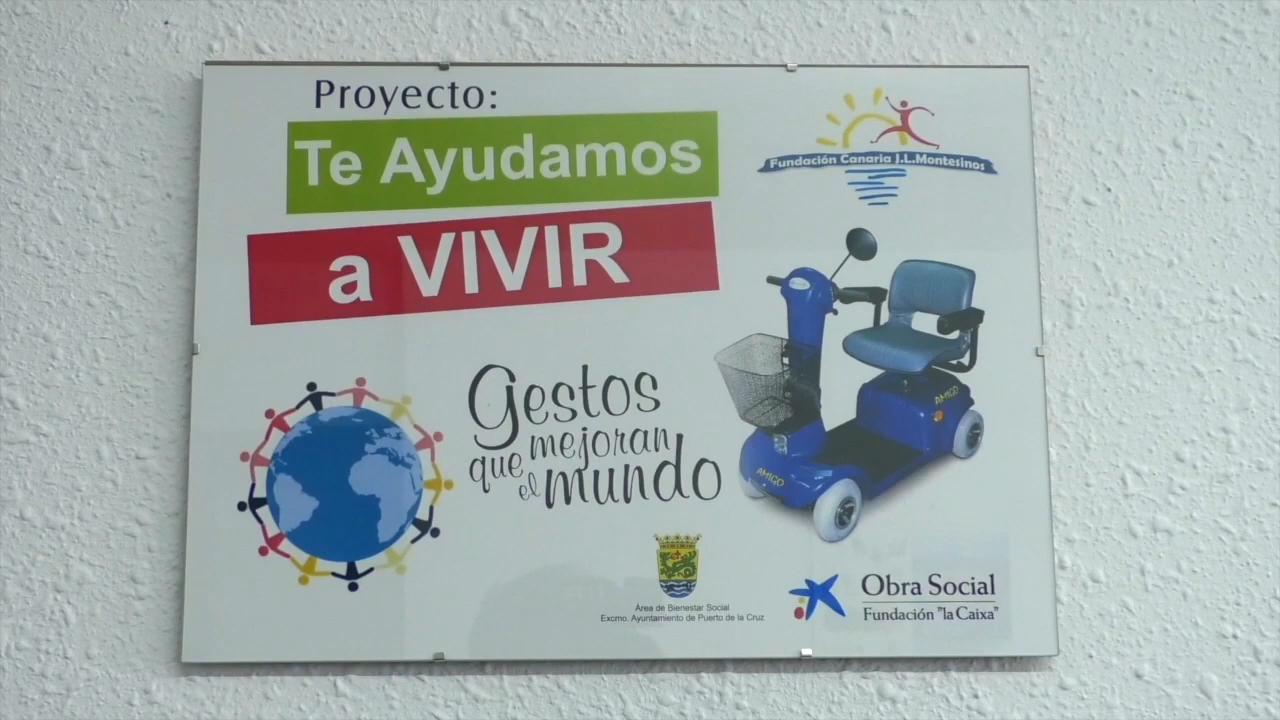 Proyecto:
Te Ayudamos
a VIVIR
Fundación Canaria J.L.Montesinos
Gestos
que mejoran
el mundo
AMIGO
AMIGO
Área de Bienestar Social
Excmo. Ayuntamiento de Puerto de la Cruz
Obra Social
Fundación "la Caixa"